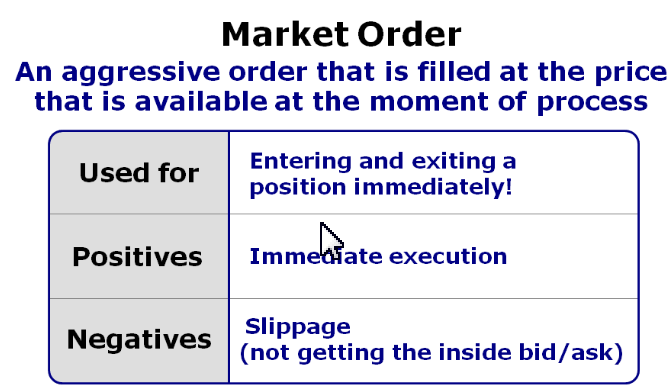 Market Order
An aggressive order that is filled at the price
that is available at the moment of process
Used for
Entering and exiting a
position immediately!
Positives
Immediate execution
Negatives
Slippage
(not getting the inside bid/ask)